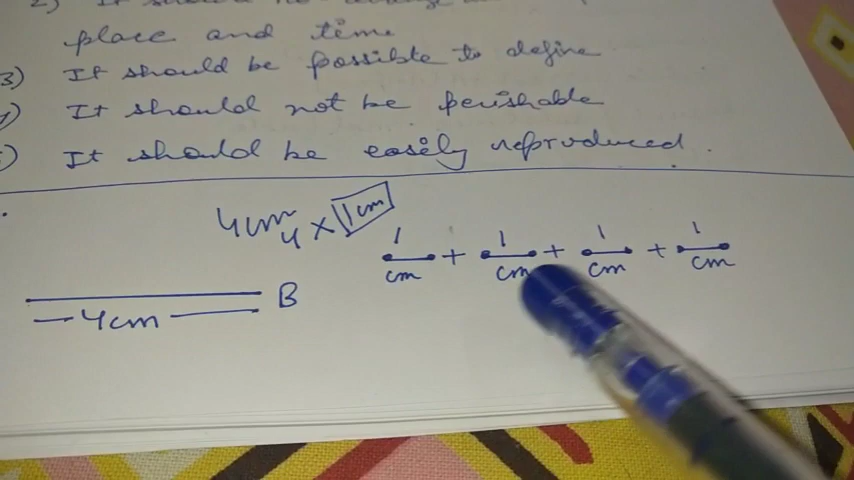 place and time
3) It should be possible to define
It should not be perishable
It should be easily reproduced.
4cm 4 × 1cm
1 + 1 + 1 + 1
cm cm cm cm
B
4cm